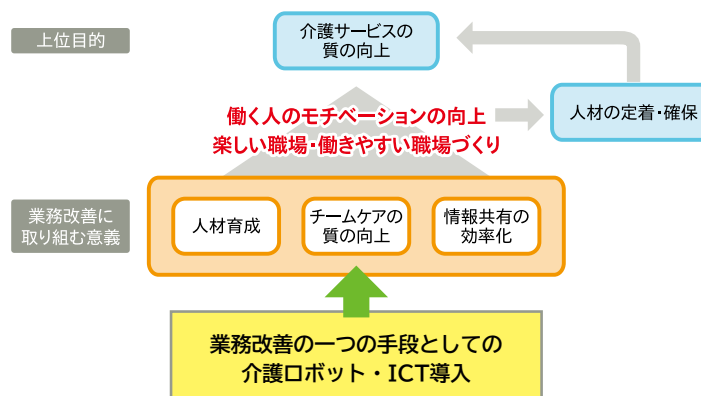 上位目的
介護サービスの
質の向上
働く人のモチベーションの向上
楽しい職場・働きやすい職場づくり
人材の定着・確保
業務改善に
取り組む意義
人材育成
チームケアの
質の向上
情報共有の
効率化
業務改善の一つの手段としての
介護ロボット・ICT導入